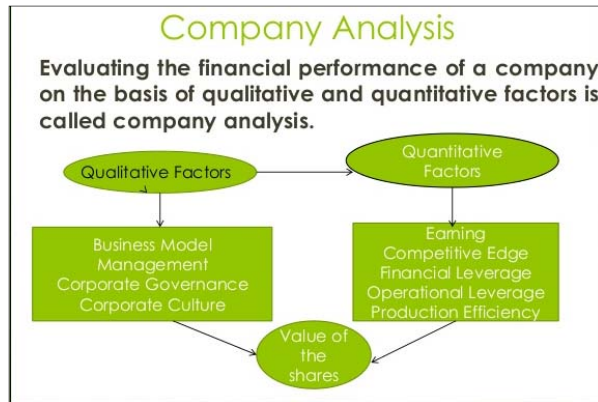 Company Analysis
Evaluating the financial performance of a company
on the basis of qualitative and quantitative factors is
called company analysis.
Qualitative Factors
Quantitative
Factors
Business Model
Management
Corporate Governance
Corporate Culture
Earning
Competitive Edge
Financial Leverage
Operational Leverage
Production Efficiency
Value of
the
shares